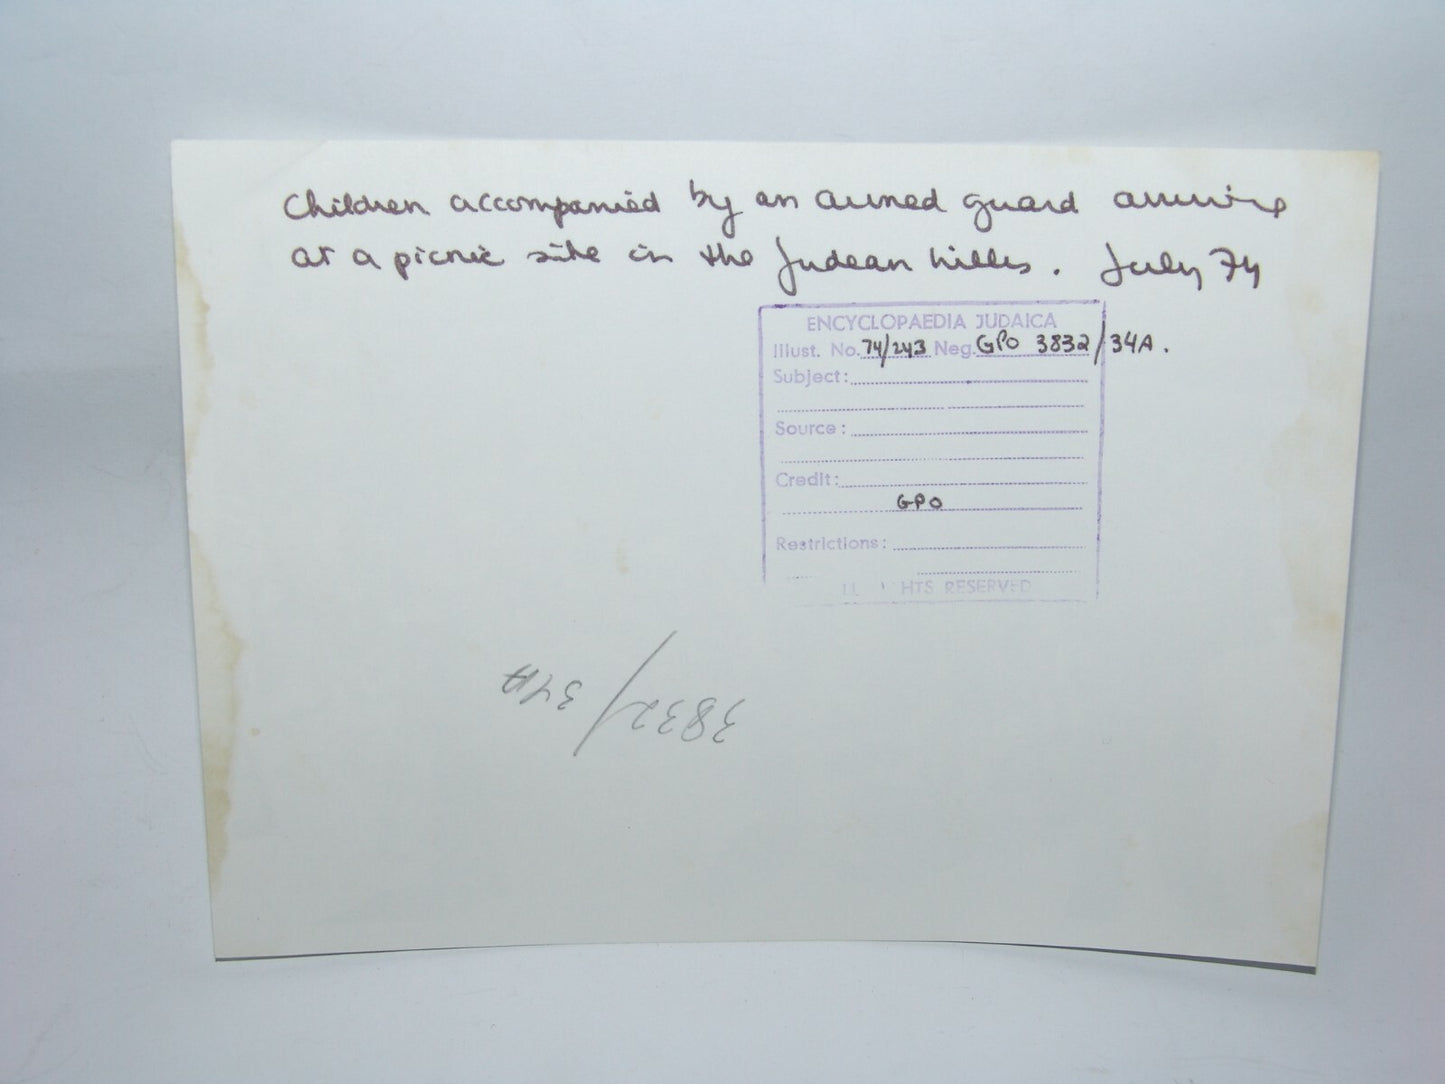 Children accompanied by an armed guard arriving
at a picnic site in the Judean hills. July 74
ENCYCLOPAEDIA JUDAICA
Illust. No. 74/243 Neg. GPO 3832/34A.
Subject:
Source:
Credit:
GPO
Restrictions:
HTS RESERVED
3832/34A